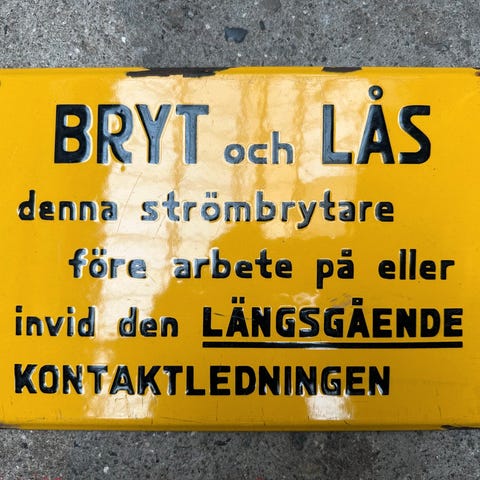 BRYT och LÅS
denna strömbrytare
före arbete på eller
invid den LÄNGSGÅENDE
KONTAKTLEDNINGEN